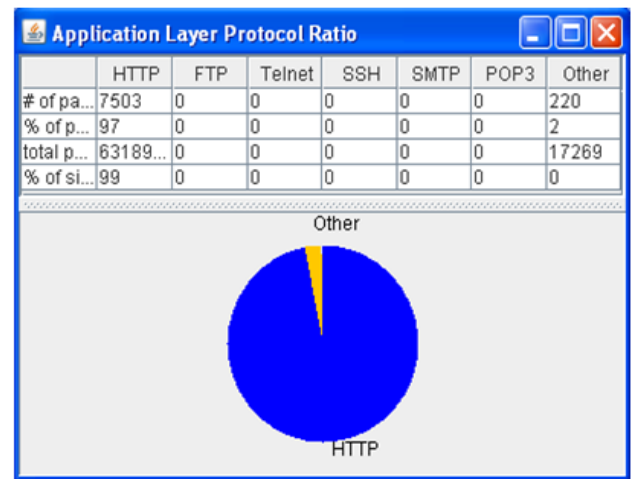 Application Layer Protocol Ratio
HTTP FTP Telnet SSH SMTP POP3 Other
# of pa... 7503 0 0 0 0 0 220
% of p... 97 0 0 0 0 0 2
total p... 63189... 0 0 0 0 0 17269
% of si... 99 0 0 0 0 0 0
Other
HTTP